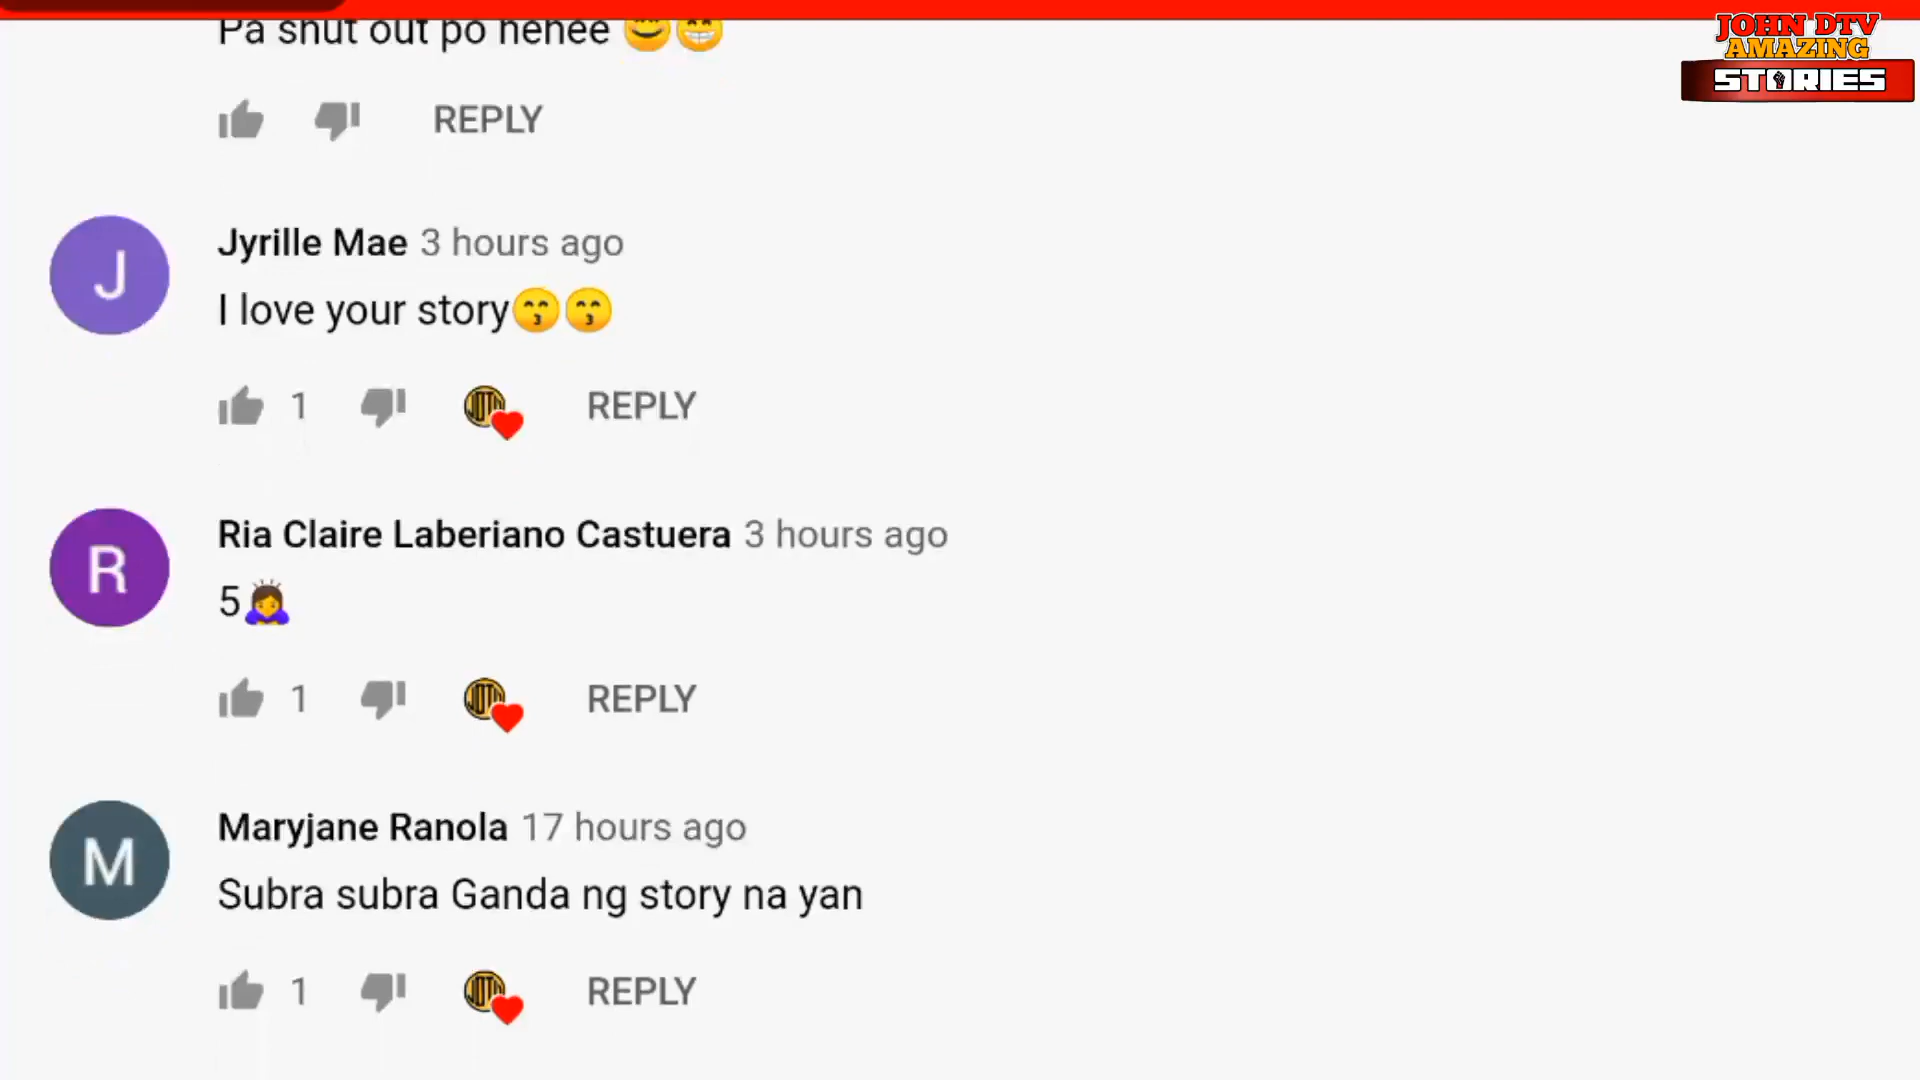 Pa shut out po hehee 😊😁
REPLY
JOHN DTV
AMAZING
STORIES
J
Jyrille Mae 3 hours ago
I love your story😙😙
1 REPLY
R
Ria Claire Laberiano Castuera 3 hours ago
5🙇‍♀️
1 REPLY
M
Maryjane Ranola 17 hours ago
Subra subra Ganda ng story na yan
1 REPLY